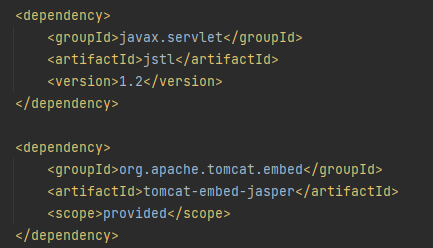 <dependency>
    <groupId>javax.servlet</groupId>
    <artifactId>jstl</artifactId>
    <version>1.2</version>
</dependency>

<dependency>
    <groupId>org.apache.tomcat.embed</groupId>
    <artifactId>tomcat-embed-jasper</artifactId>
    <scope>provided</scope>
</dependency>